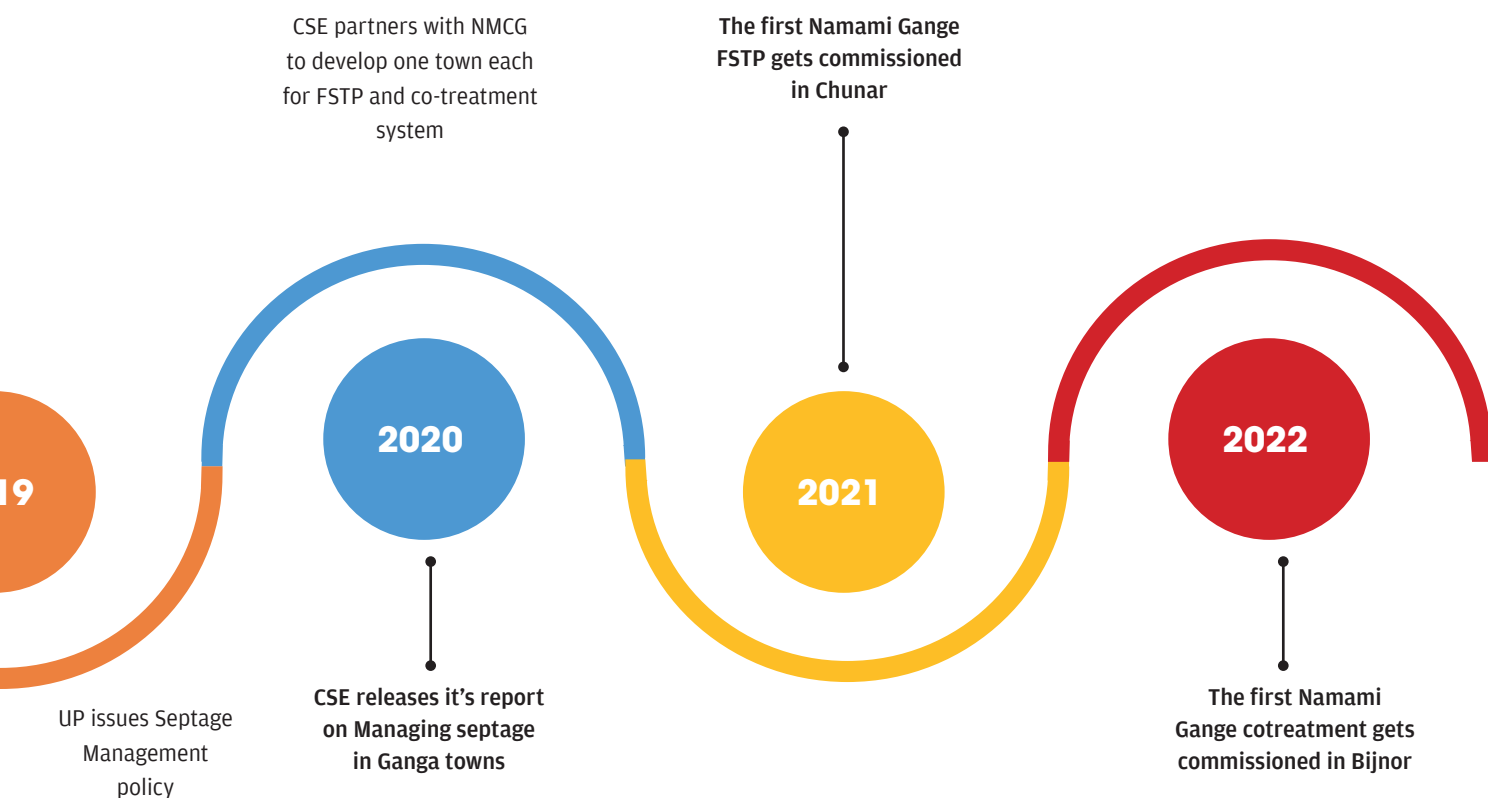 CSE partners with NMCG
to develop one town each
for FSTP and co-treatment
system
The first Namami Gange
FSTP gets commissioned
in Chunar
19
2020
2021
2022
UP issues Septage
Management
policy
CSE releases it's report
on Managing septage
in Ganga towns
The first Namami
Gange cotreatment gets
commissioned in Bijnor